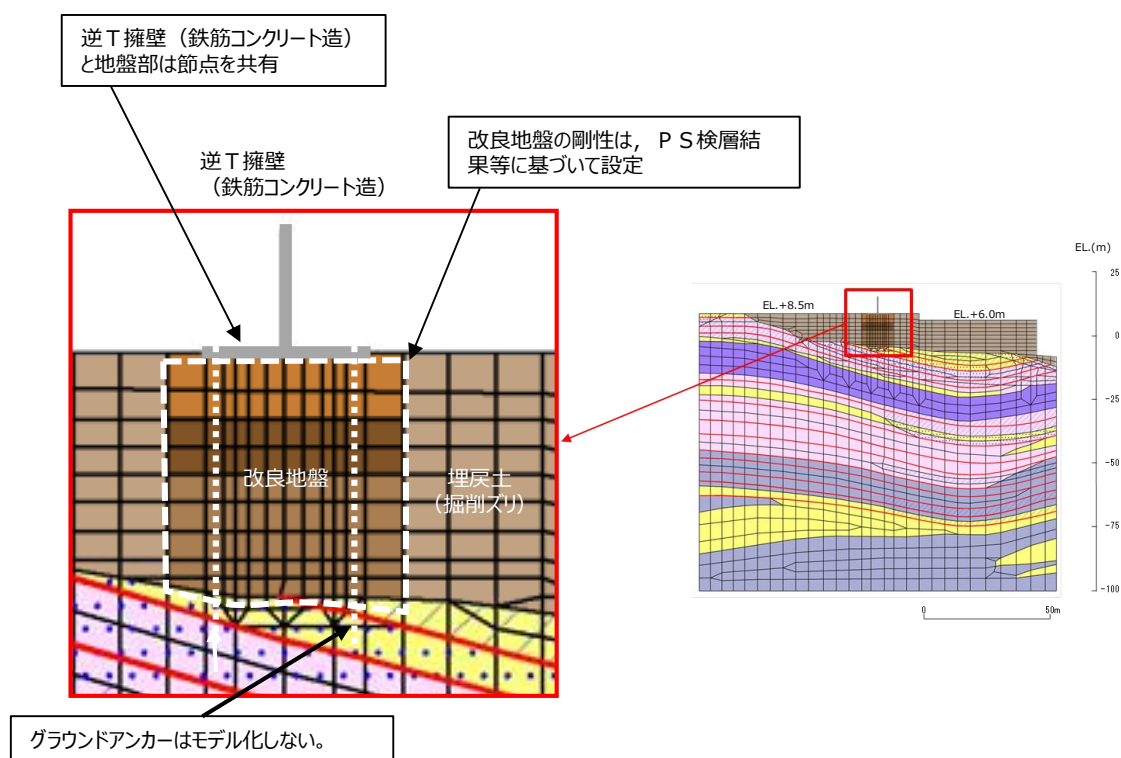 逆T擁壁（鉄筋コンクリート造）
と地盤部は節点を共有
改良地盤の剛性は，ＰＳ検層結
果等に基づいて設定
逆T擁壁
（鉄筋コンクリート造）
改良地盤
埋戻土
（掘削ズリ）
グラウンドアンカーはモデル化しない。
EL.(m)
25
EL.+8.5m
EL.+6.0m
0
-25
-50
-75
-100
0
50m